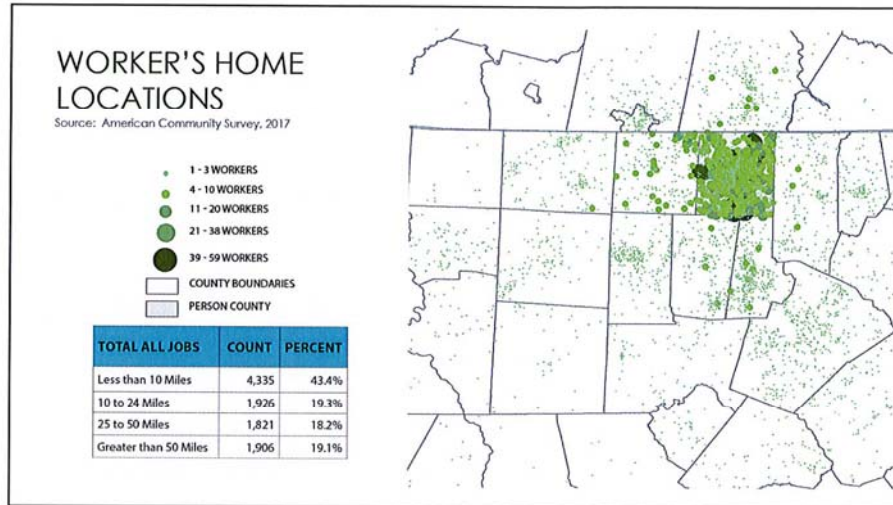 WORKER'S HOME
LOCATIONS
Source: American Community Survey, 2017
1 - 3 WORKERS
4 - 10 WORKERS
11 - 20 WORKERS
21 - 38 WORKERS
39 - 59 WORKERS
COUNTY BOUNDARIES
PERSON COUNTY
TOTAL ALL JOBS COUNT PERCENT
Less than 10 Miles 4,335 43.4%
10 to 24 Miles 1,926 19.3%
25 to 50 Miles 1,821 18.2%
Greater than 50 Miles 1,906 19.1%